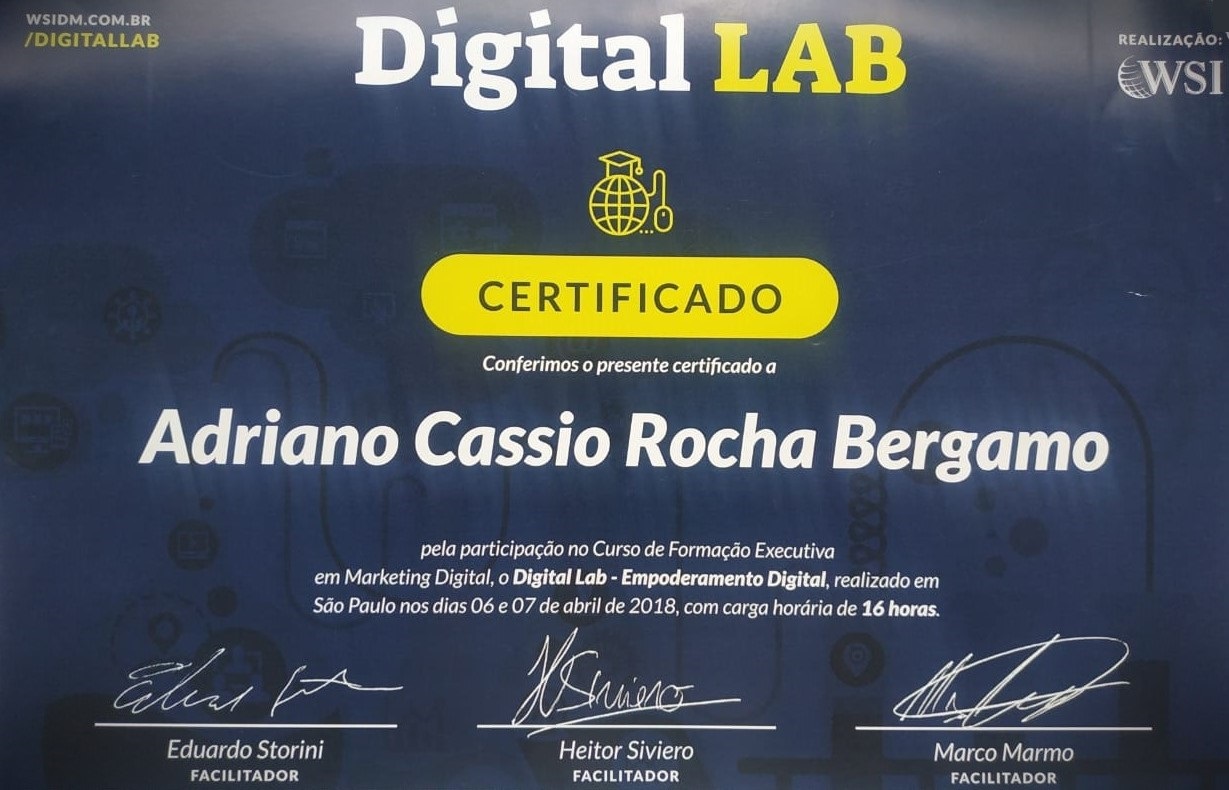 WSIDM.COM.BR
/DIGITALLAB
Digital LAB
REALIZAÇÃO:
WSI
CERTIFICADO
Conferimos o presente certificado a
Adriano Cassio Rocha Bergamo
pela participação no Curso de Formação Executiva
em Marketing Digital, o Digital Lab - Empoderamento Digital, realizado em
São Paulo nos dias 06 e 07 de abril de 2018, com carga horária de 16 horas.
Eduardo Storini
FACILITADOR
Heitor Siviero
FACILITADOR
Marco Marmo
FACILITADOR